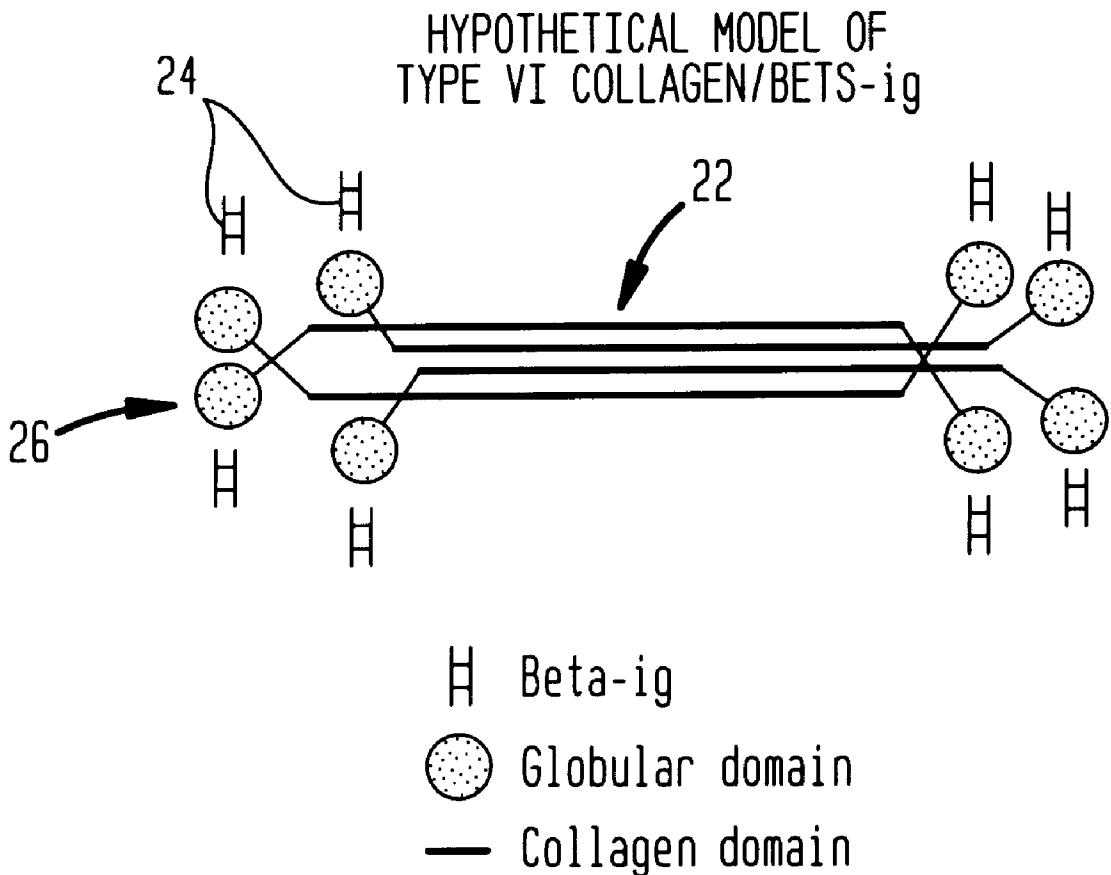 HYPOTHETICAL MODEL OF
TYPE VI COLLAGEN/BETS-ig
24
22
26
Beta-ig
Globular domain
Collagen domain